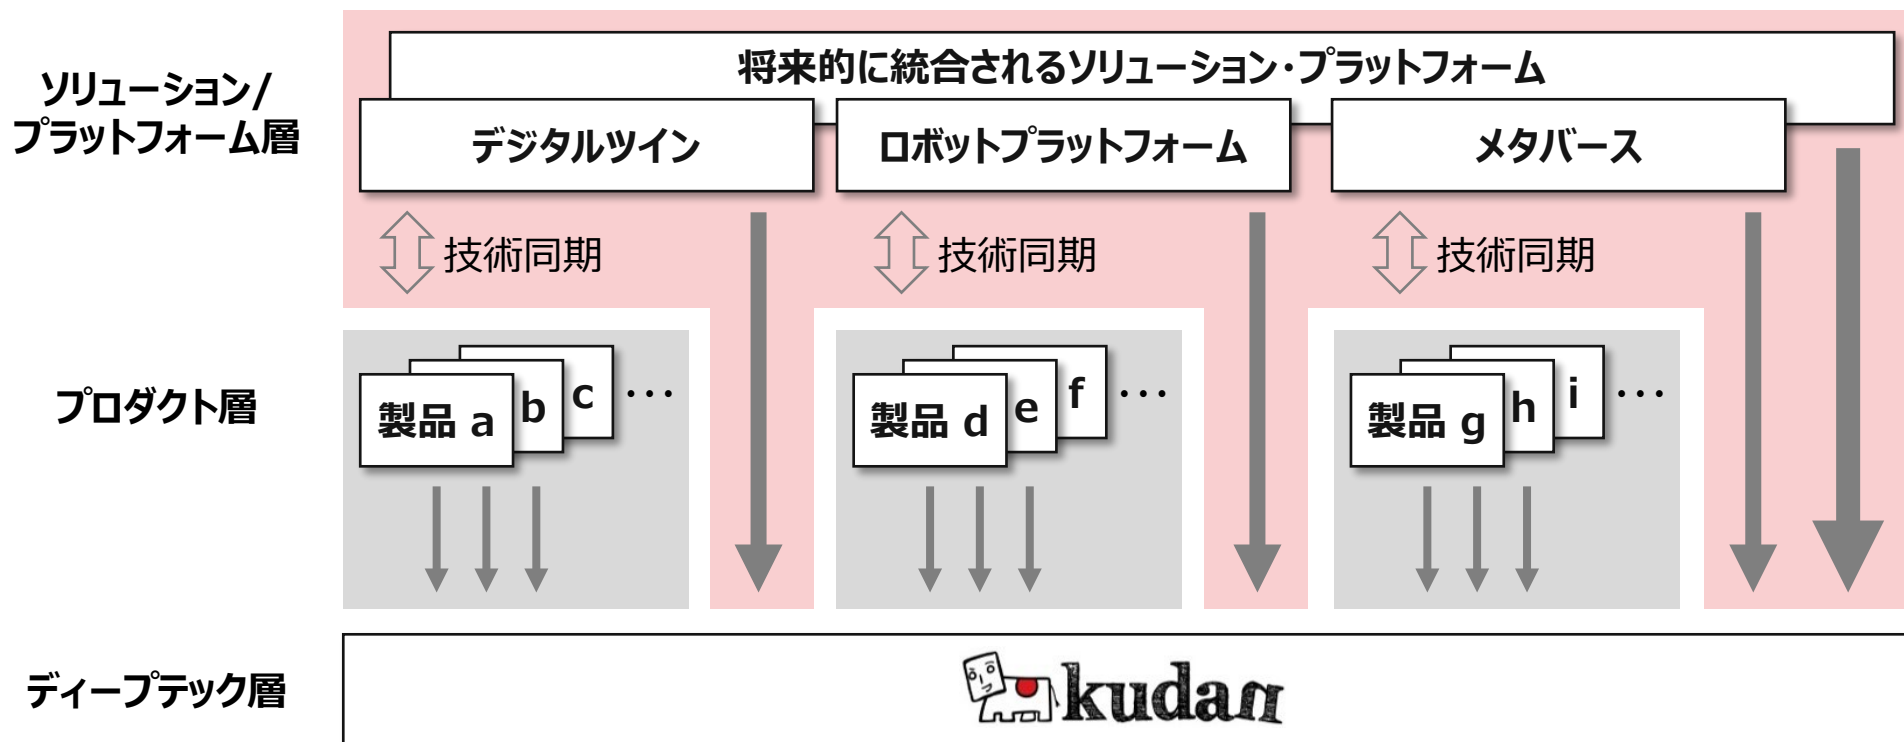 ソリューション/
プラットフォーム層
将来的に統合されるソリューション・プラットフォーム
デジタルツイン
ロボットプラットフォーム
メタバース
技術同期
技術同期
技術同期
プロダクト層
製品 a
b
c
…
製品 d
e
f
…
製品 g
h
i
…
ディープテック層
kudan